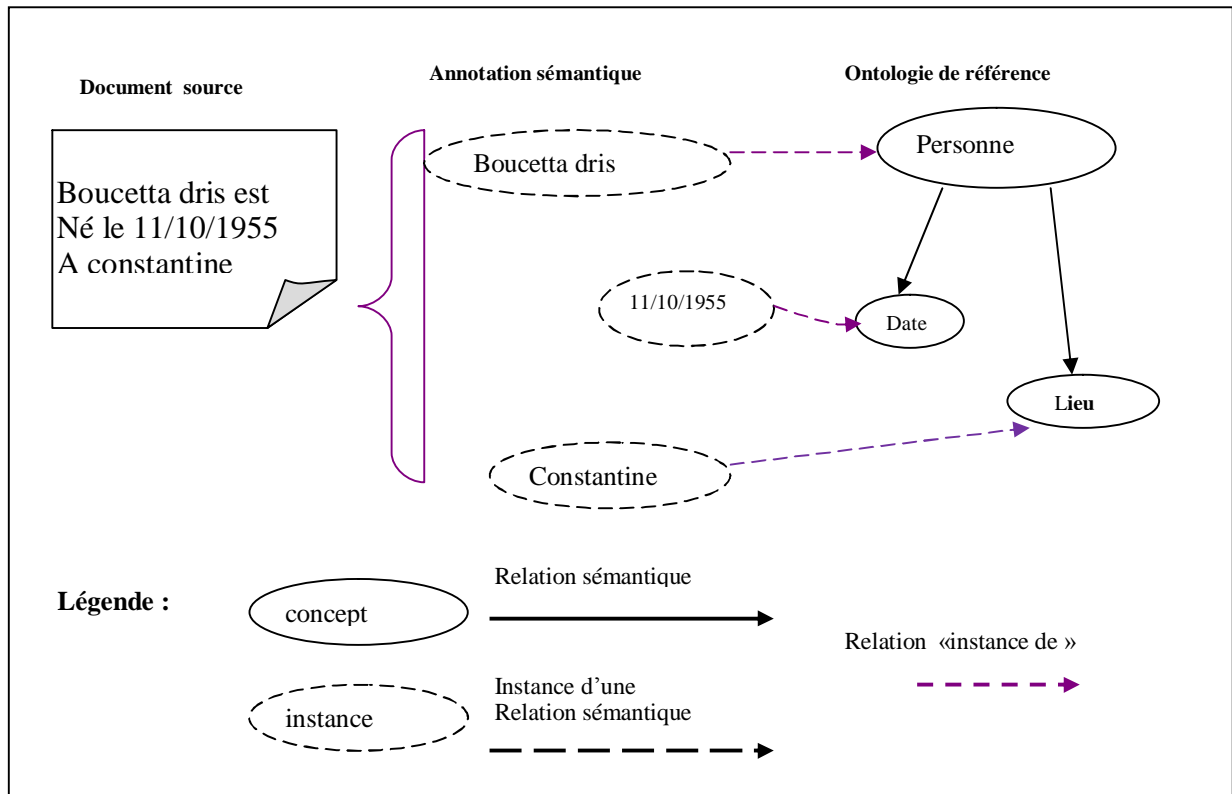 Document source
Annotation sémantique
Ontologie de référence
Boucetta dris est
Né le 11/10/1955
A constantine
Boucetta dris
Personne
11/10/1955
Date
Lieu
Constantine
Légende :
concept
Relation sémantique
Relation «instance de »
instance
Instance d’une
Relation sémantique